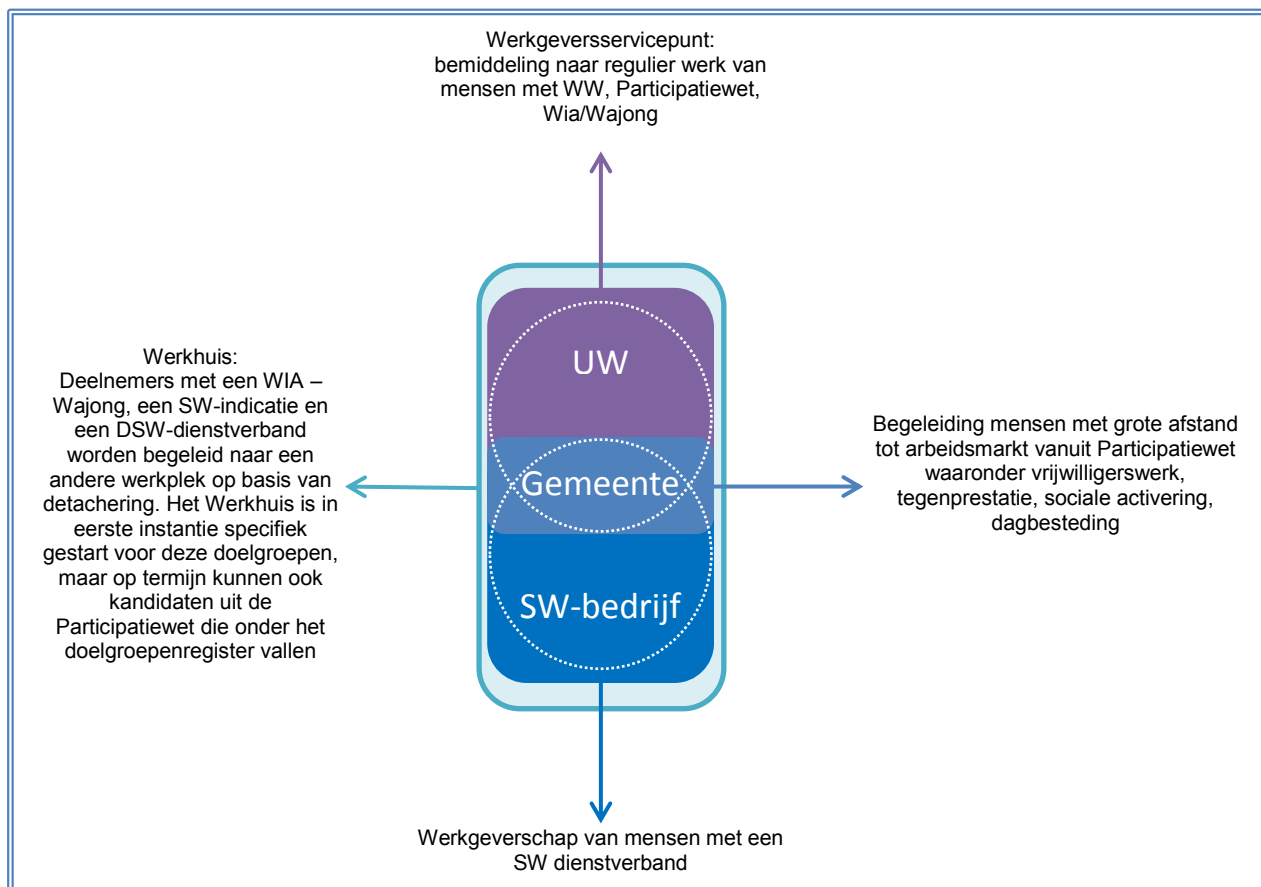 Werkgeversservicepunt:
bemiddeling naar regulier werk van
mensen met WW, Participatiewet,
Wia/Wajong
UW
Gemeente
SW-bedrijf
Werkhuis:
Deelnemers met een WIA –
Wajong, een SW-indicatie en
een DSW-dienstverband
worden begeleid naar een
andere werkplek op basis van
detachering. Het Werkhuis is in
eerste instantie specifiek
gestart voor deze doelgroepen,
maar op termijn kunnen ook
kandidaten uit de
Participatiewet die onder het
doelgroepenregister vallen
Begeleiding mensen met grote afstand
tot arbeidsmarkt vanuit Participatiewet
waaronder vrijwilligerswerk,
tegenprestatie, sociale activering,
dagbesteding
Werkgeverschap van mensen met een
SW dienstverband